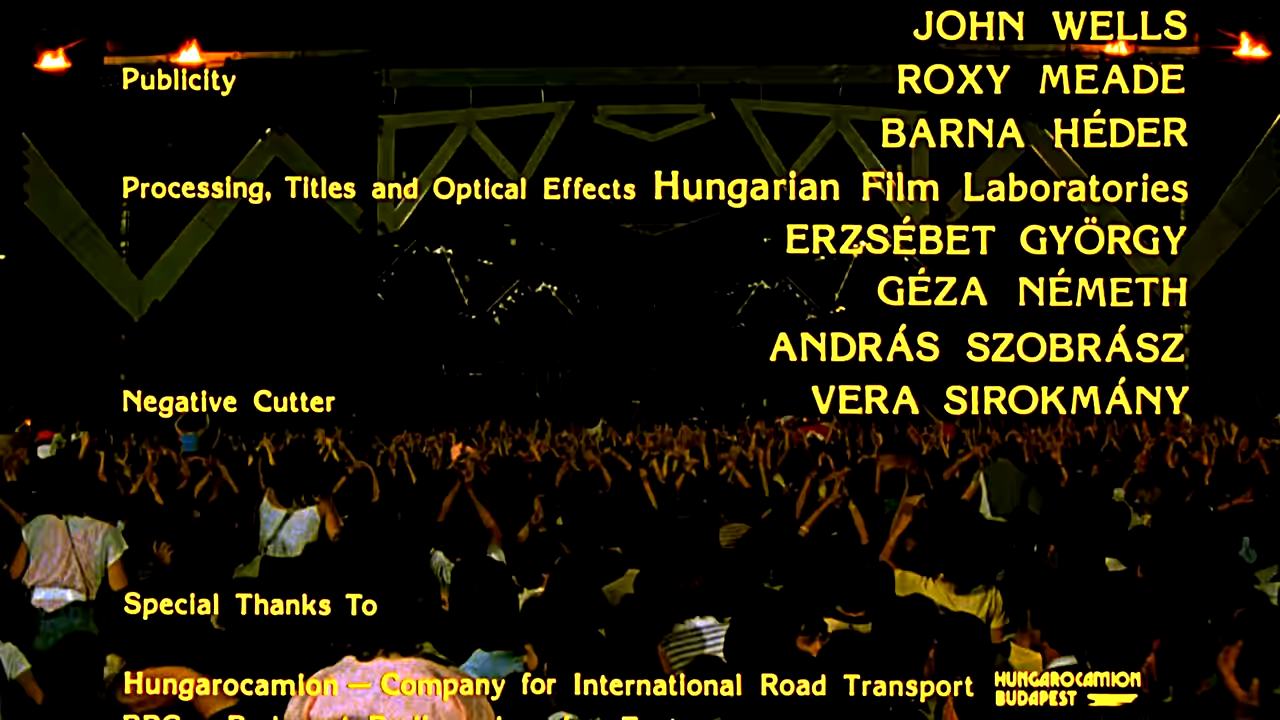 JOHN WELLS
Publicity ROXY MEADE
BARNA HÉDER
Processing, Titles and Optical Effects Hungarian Film Laboratories
ERZSÉBET GYÖRGY
GÉZA NÉMETH
ANDRÁS SZOBRÁSZ
Negative Cutter VERA SIROKMÁNY
Special Thanks To
Hungarocamion – Company for International Road Transport HUNGAROCAMION
BUDAPEST